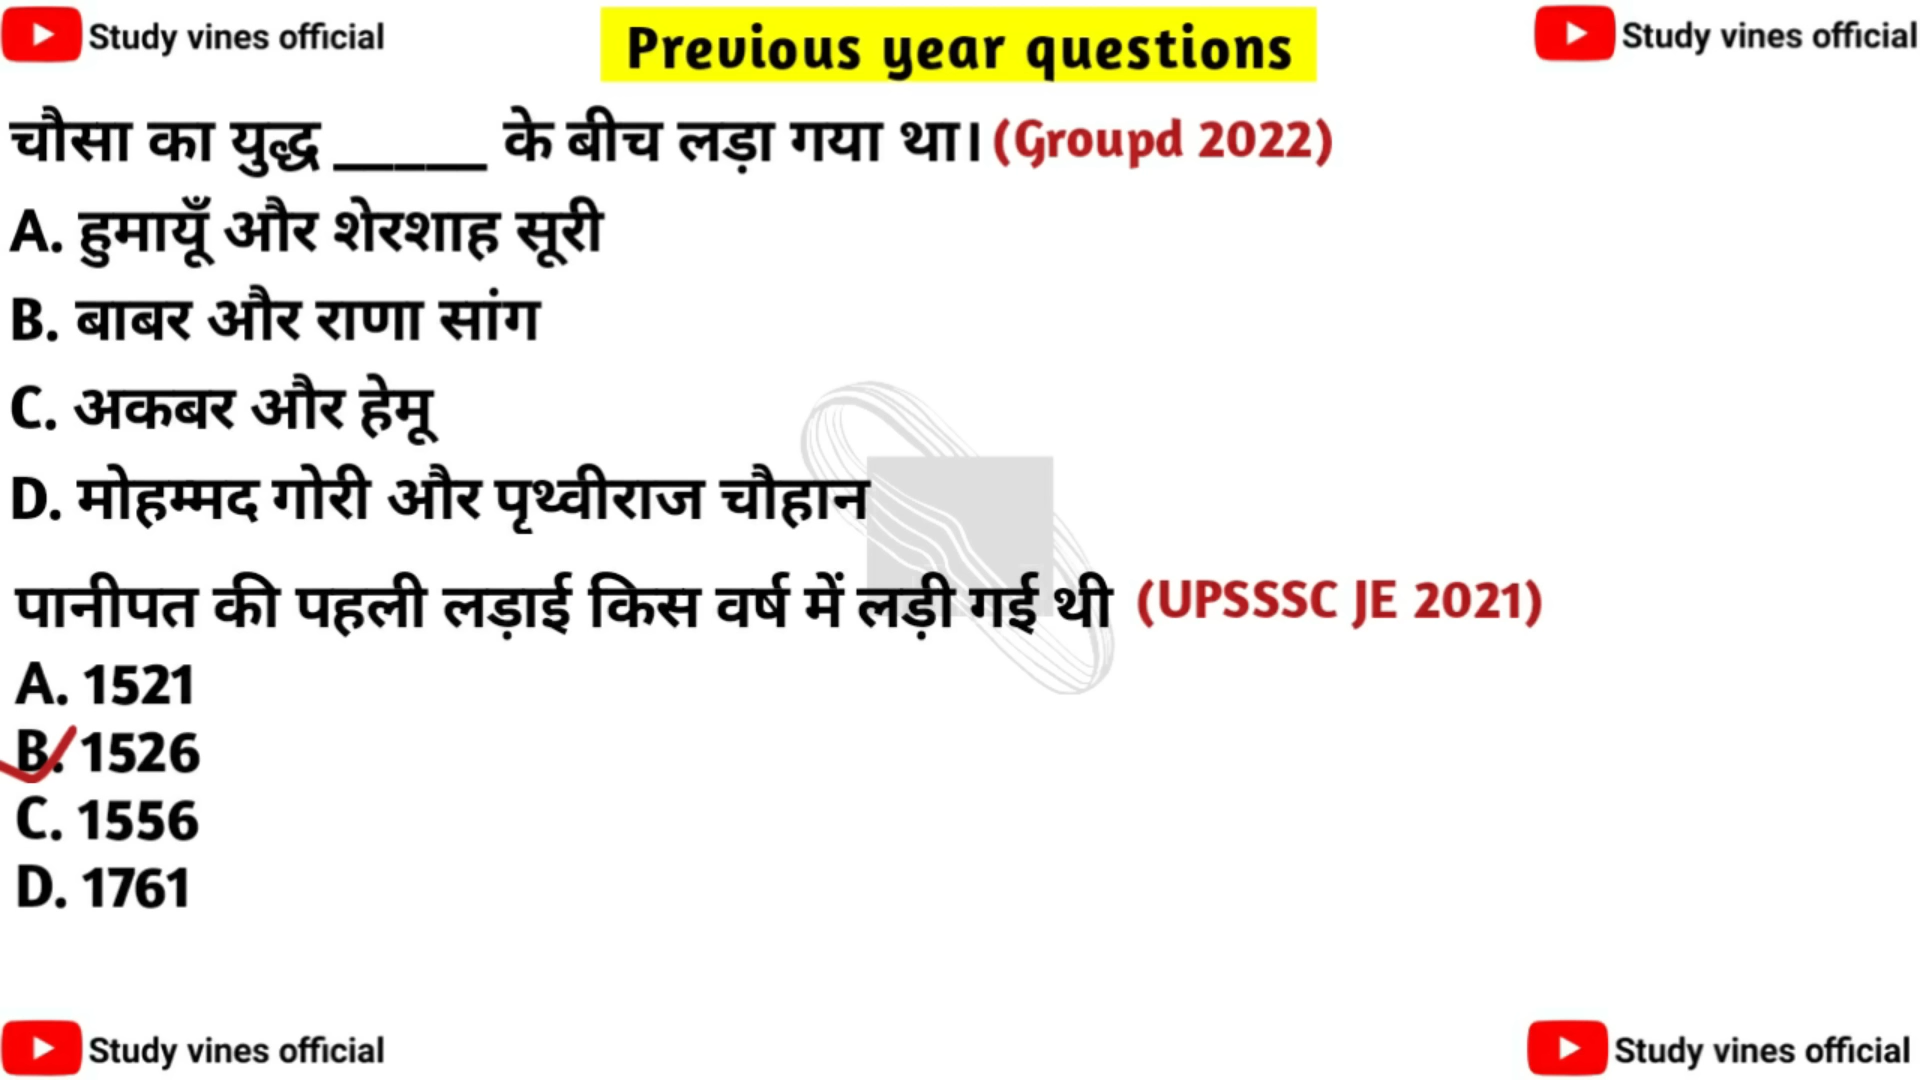 Study vines official
Previous year questions
Study vines official
चौसा का युद्ध _____ के बीच लड़ा गया था। (Groupd 2022)
A. हुमायूँ और शेरशाह सूरी
B. बाबर और राणा सांग
C. अकबर और हेमू
D. मोहम्मद गोरी और पृथ्वीराज चौहान
पानीपत की पहली लड़ाई किस वर्ष में लड़ी गई थी (UPSSSC JE 2021)
A. 1521
B. 1526
C. 1556
D. 1761
Study vines official
Study vines official